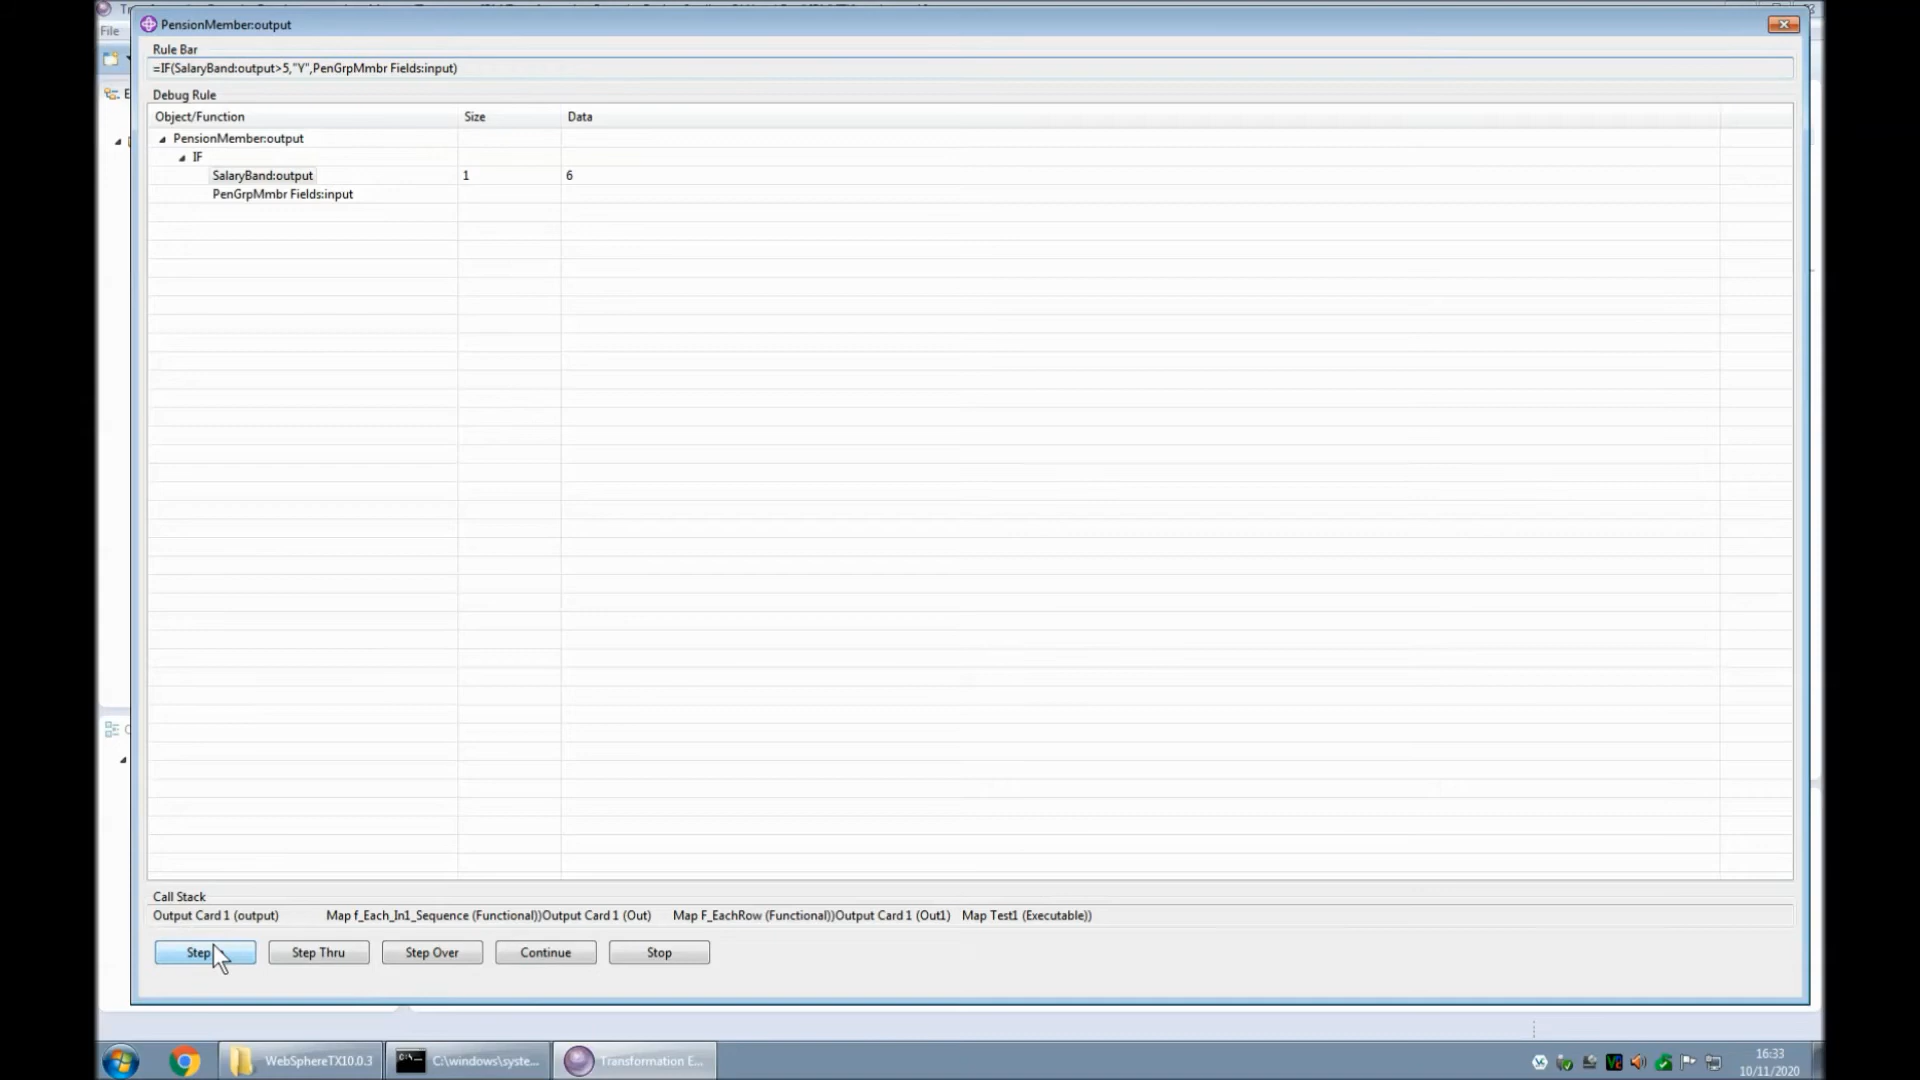 PensionMember:output
File
Rule Bar
=IF(SalaryBand:output>5,"Y",PenGrpMmbr Fields:input)
Debug Rule
Object/Function Size Data
PensionMember:output
IF
SalaryBand:output 1 6
PenGrpMmbr Fields:input
Call Stack
Output Card 1 (output) Map f_Each_In1_Sequence (Functional))Output Card 1 (Out) Map F_EachRow (Functional))Output Card 1 (Out1) Map Test1 (Executable))
Step Step Thru Step Over Continue Stop
WebSphereTX10.0.3 C:\windows\syste... Transformation E...
16:33
10/11/2020